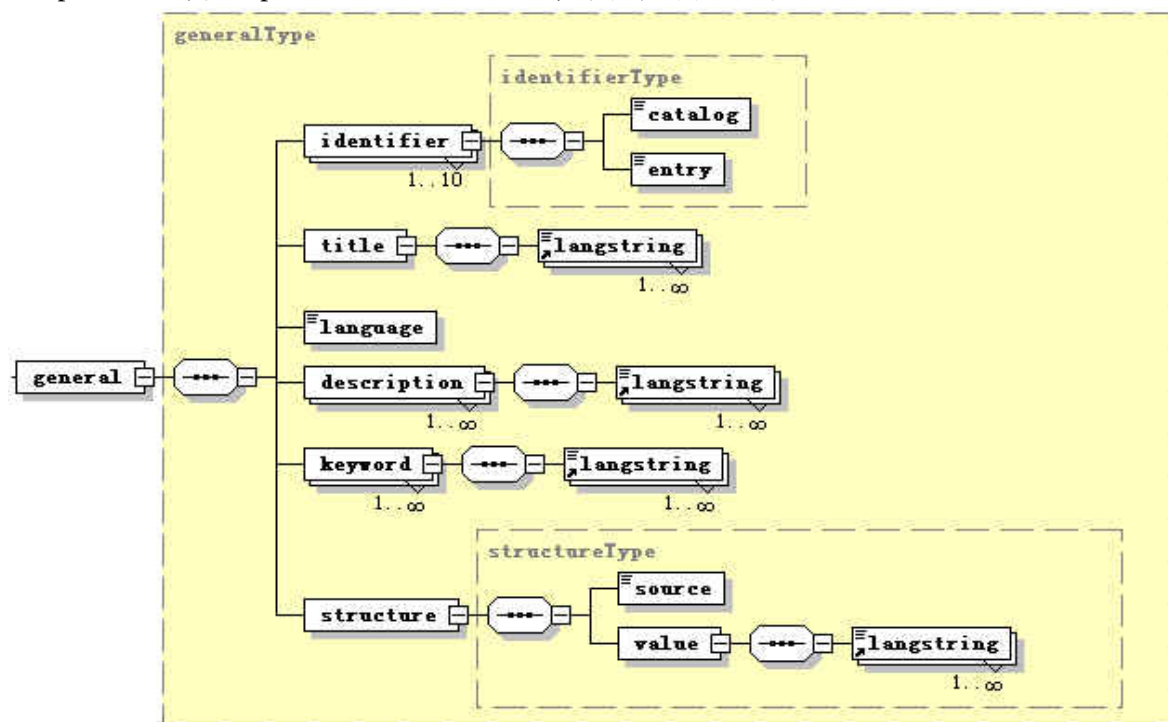 generalType
identifierType
catalog
identifier
1..10
entry
title
langstring
1..∞
language
general
description
langstring
1..∞
1..∞
keyword
langstring
1..∞
1..∞
structureType
source
structure
value
langstring
1..∞